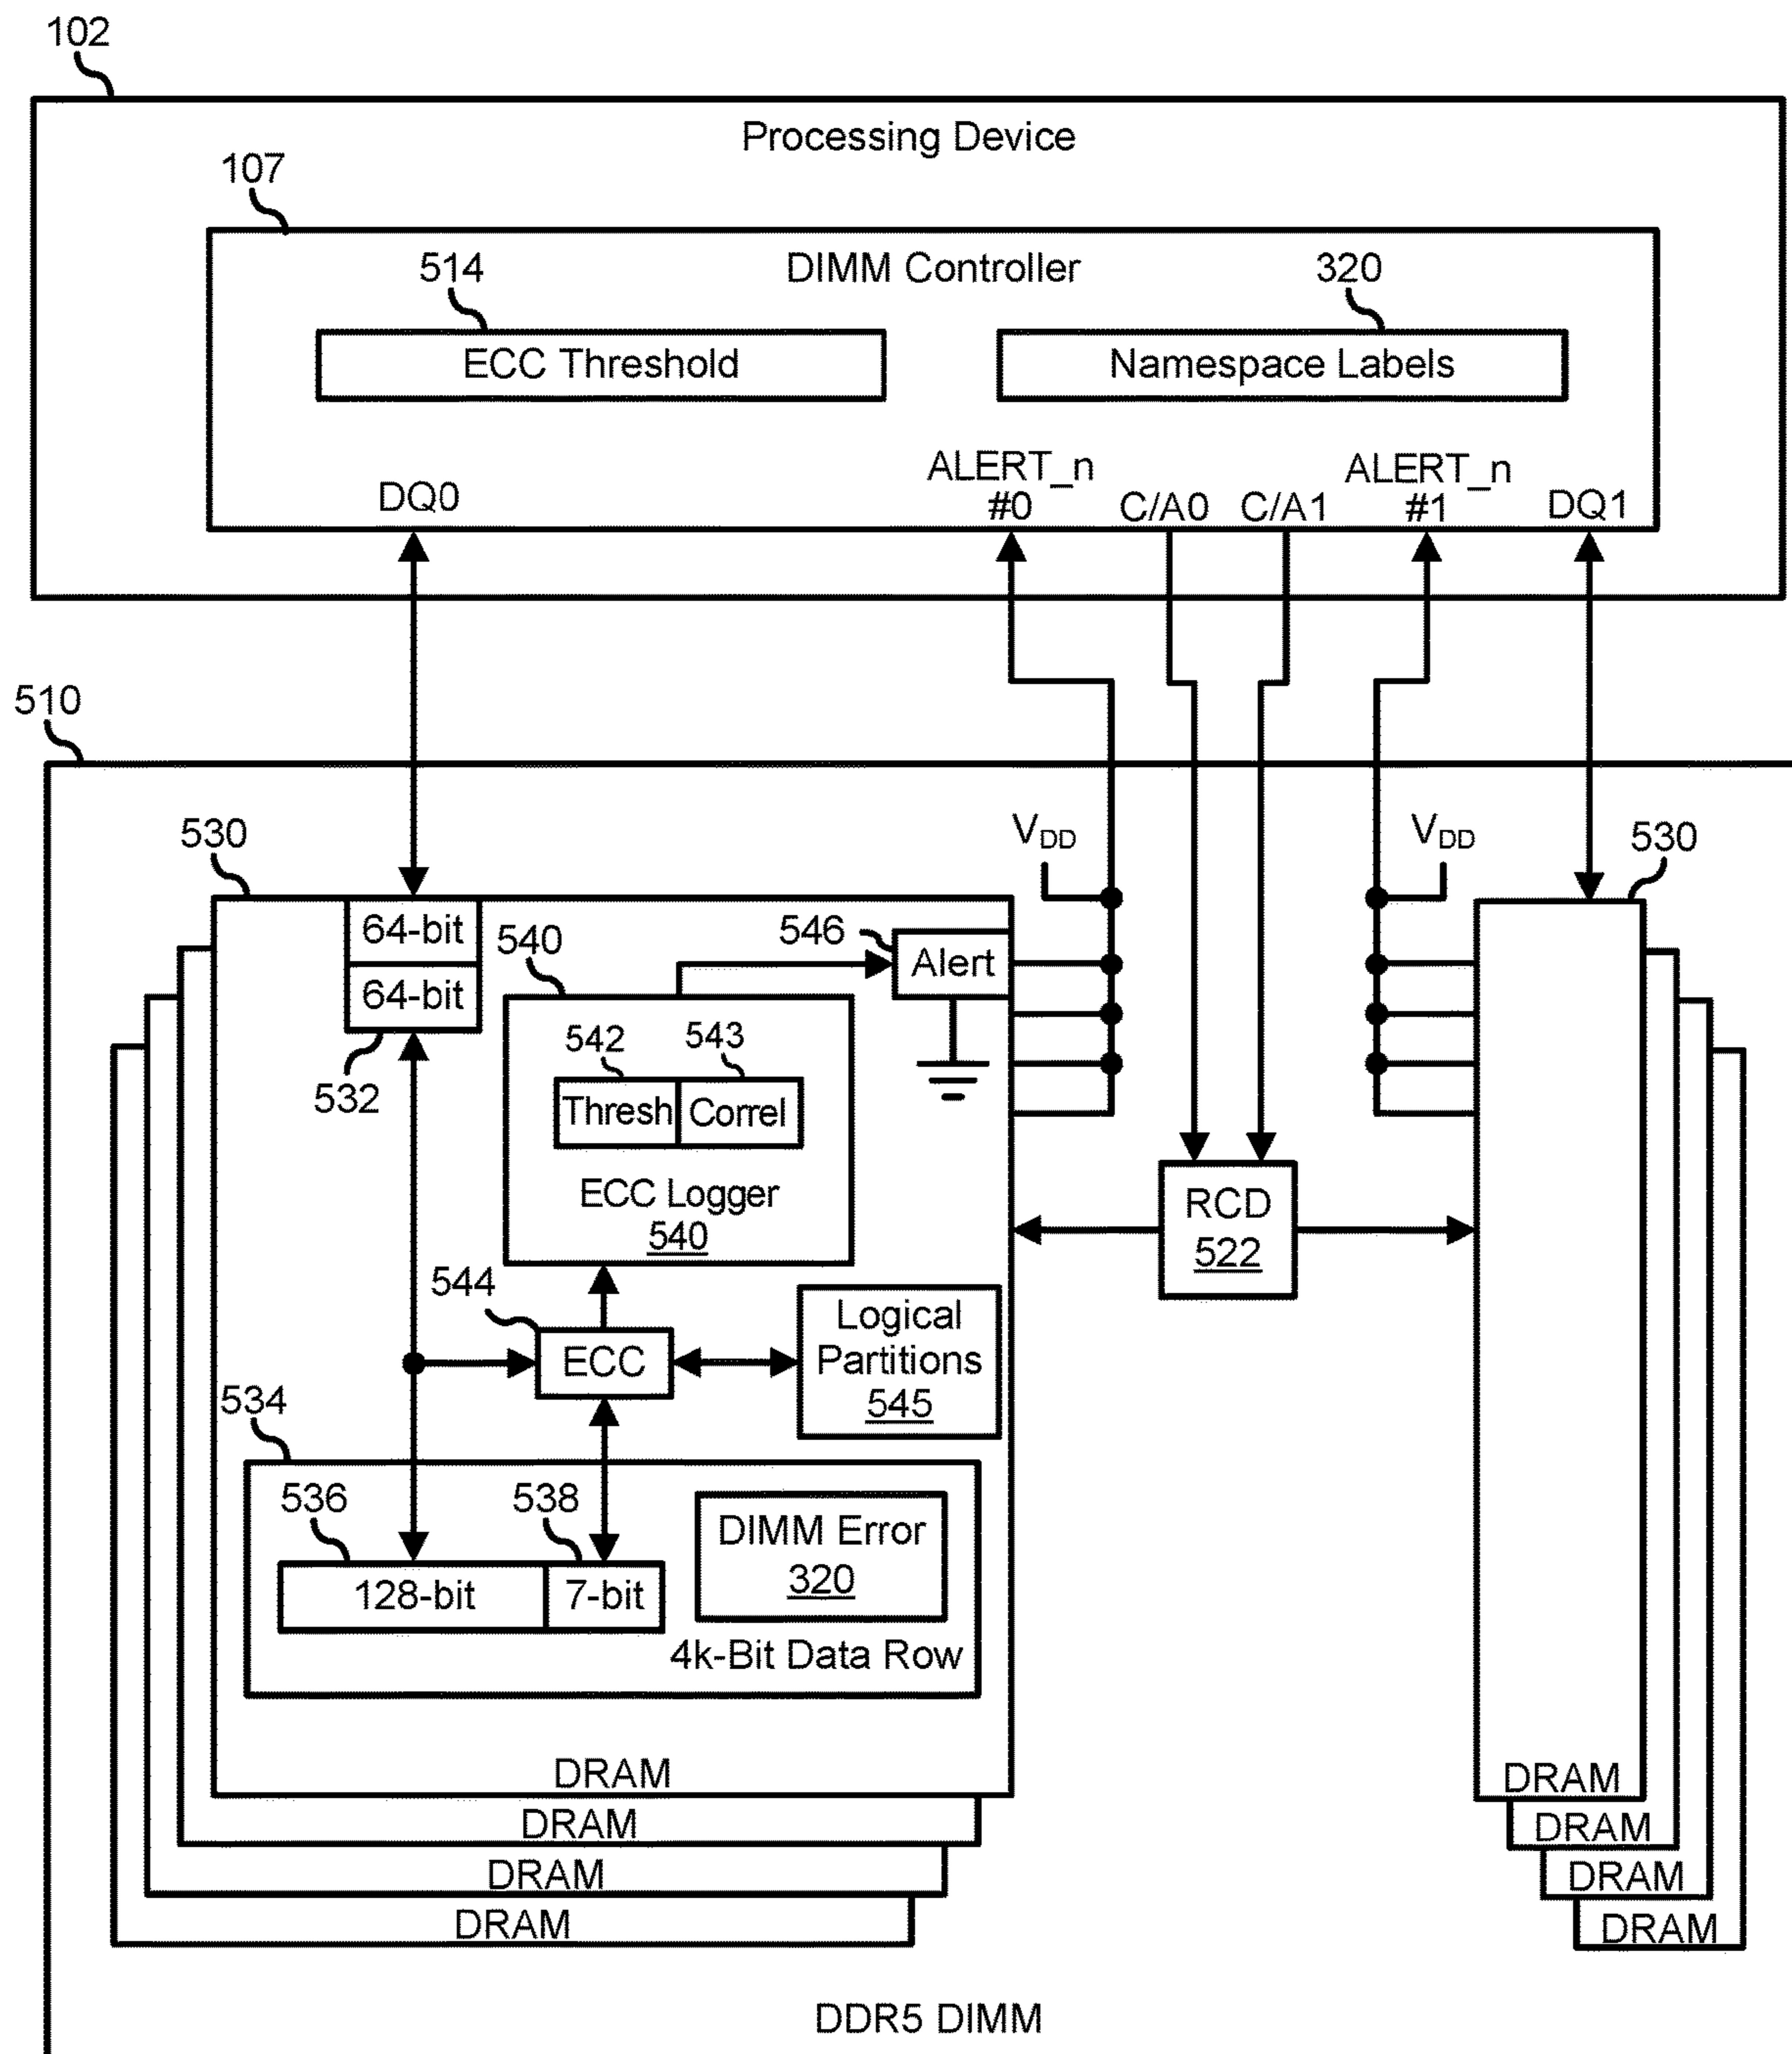 102
Processing Device
107
514
DIMM Controller
320
ECC Threshold
Namespace Labels
DQ0
ALERT_n
#0
C/A0
C/A1
ALERT_n
#1
DQ1
510
530
VDD
VDD
530
64-bit
64-bit
532
540
546
Alert
542
543
Thresh
Correl
ECC Logger
540
RCD
522
544
ECC
Logical
Partitions
545
534
536
538
DIMM Error
320
128-bit
7-bit
4k-Bit Data Row
DRAM
DRAM
DRAM
DRAM
DRAM
DRAM
DRAM
DRAM
DDR5 DIMM